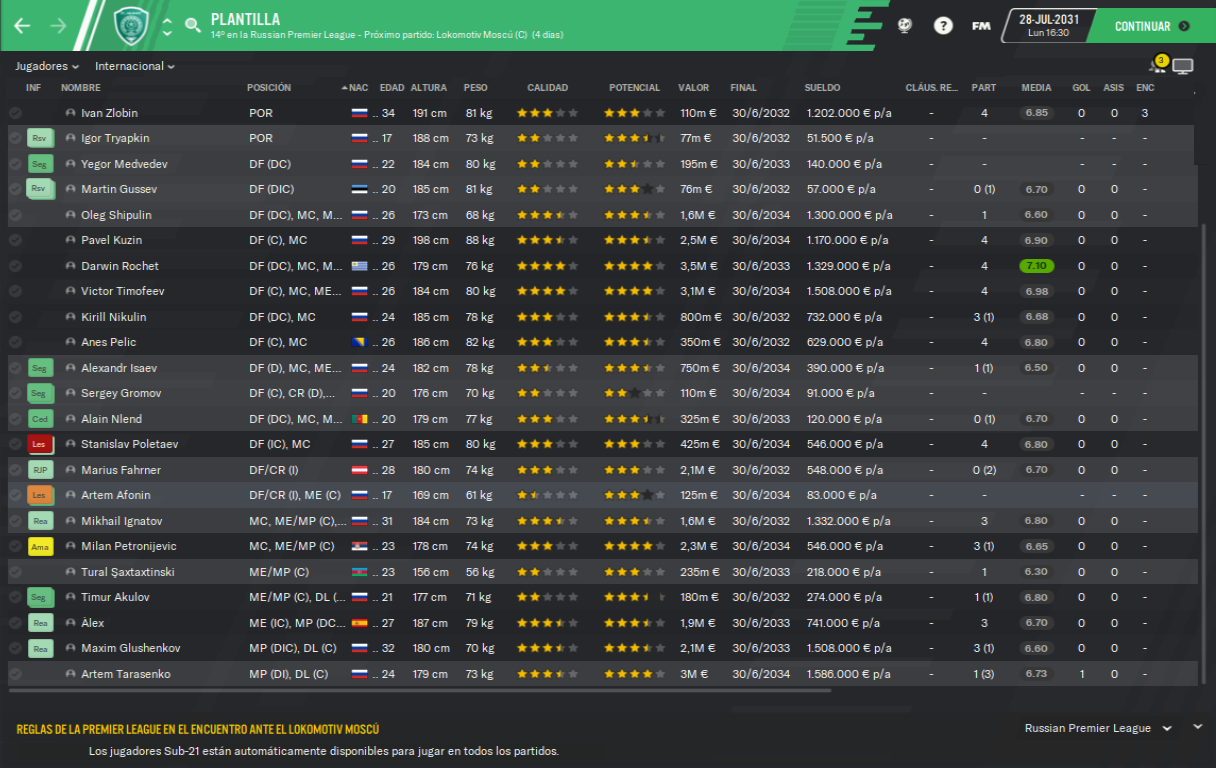 PLANTILLA
14º en la Russian Premier League - Próximo partido: Lokomotiv Moscú (C) (4 días)
28-JUL-2031
Lun 16:30
CONTINUAR
FM
Jugadores Internacional
3
INF NOMBRE POSICIÓN NAC EDAD ALTURA PESO CALIDAD POTENCIAL VALOR FINAL SUELDO CLÁUS. RE... PART MEDIA GOL ASIS ENC
Ivan Zlobin POR .. 34 191 cm 81 kg 110m € 30/6/2032 1.202.000 € p/a - 4 6.85 0 0 3
Rsv Igor Tryapkin POR .. 17 188 cm 73 kg 77m € 30/6/2032 51.500 € p/a - - - - -
Seg Yegor Medvedev DF (DC) .. 22 184 cm 80 kg 195m € 30/6/2033 140.000 € p/a - - - - -
Rsv Martin Gussev DF (DIC) .. 20 185 cm 81 kg 76m € 30/6/2032 57.000 € p/a - 0 (1) 6.70 0 0 -
Oleg Shipulin DF (DC), MC, M... .. 26 173 cm 68 kg 1,6M € 30/6/2034 1.300.000 € p/a - 1 6.60 0 0 -
Pavel Kuzin DF (C), MC .. 29 198 cm 88 kg 2,5M € 30/6/2034 1.170.000 € p/a - 4 6.90 0 0 -
Darwin Rochet DF (DC), MC, M... .. 26 179 cm 76 kg 3,5M € 30/6/2033 1.329.000 € p/a - 4 7.10 0 0 -
Victor Timofeev DF (C), MC, ME... .. 26 184 cm 80 kg 3,1M € 30/6/2034 1.508.000 € p/a - 4 6.98 0 0 -
Kirill Nikulin DF (DC), MC .. 24 185 cm 78 kg 800m € 30/6/2032 732.000 € p/a - 3 (1) 6.68 0 0 -
Anes Pelic DF (C), MC .. 26 186 cm 82 kg 350m € 30/6/2032 629.000 € p/a - 4 6.80 0 0 -
Seg Alexandr Isaev DF (D), MC, ME... .. 24 182 cm 78 kg 750m € 30/6/2034 390.000 € p/a - 1 (1) 6.50 0 0 -
Seg Sergey Gromov DF (C), CR (D),... .. 20 176 cm 70 kg 110m € 30/6/2034 91.000 € p/a - - - - -
Ced Alain Nlend DF (DC), MC, M... .. 20 179 cm 77 kg 325m € 30/6/2033 120.000 € p/a - 0 (1) 6.70 0 0 -
Les Stanislav Poletaev DF (IC), MC .. 27 185 cm 80 kg 425m € 30/6/2034 546.000 € p/a - 4 6.80 0 0 -
RJP Marius Fahrner DF/CR (I) .. 28 180 cm 74 kg 2,1M € 30/6/2032 548.000 € p/a - 0 (2) 6.70 0 0 -
Les Artem Afonin DF/CR (I), ME (C) .. 17 169 cm 61 kg 125m € 30/6/2034 83.000 € p/a - - - - -
Rea Mikhail Ignatov MC, ME/MP (C),... .. 31 184 cm 73 kg 1,6M € 30/6/2032 1.332.000 € p/a - 3 6.80 0 0 -
Ama Milan Petronijevic MC, ME/MP (C) .. 23 178 cm 74 kg 2,3M € 30/6/2034 546.000 € p/a - 3 (1) 6.65 0 0 -
Tural Şaxtaxtinski ME/MP (C) .. 23 156 cm 56 kg 235m € 30/6/2033 218.000 € p/a - 1 6.30 0 0 -
Seg Timur Akulov ME/MP (C), DL (... .. 21 177 cm 71 kg 180m € 30/6/2032 274.000 € p/a - 1 (1) 6.80 0 0 -
Rea Àlex ME (IC), MP (DC... .. 27 187 cm 79 kg 1,9M € 30/6/2033 741.000 € p/a - 3 6.70 0 0 -
Rea Maxim Glushenkov MP (DIC), DL (C) .. 32 180 cm 70 kg 2,1M € 30/6/2033 1.508.000 € p/a - 3 (1) 6.60 0 0 -
Artem Tarasenko MP (DI), DL (C) .. 24 179 cm 73 kg 3M € 30/6/2034 1.586.000 € p/a - 1 (3) 6.73 1 0 -
REGLAS DE LA PREMIER LEAGUE EN EL ENCUENTRO ANTE EL LOKOMOTIV MOSCÚ
Russian Premier League
Los jugadores Sub-21 están automáticamente disponibles para jugar en todos los partidos.